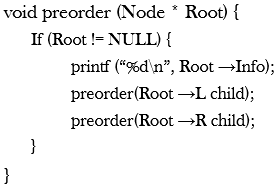 void preorder (Node * Root) {
If (Root != NULL) {
printf (“%d\n”, Root →Info);
preorder(Root →L child);
preorder(Root →R child);
}
}